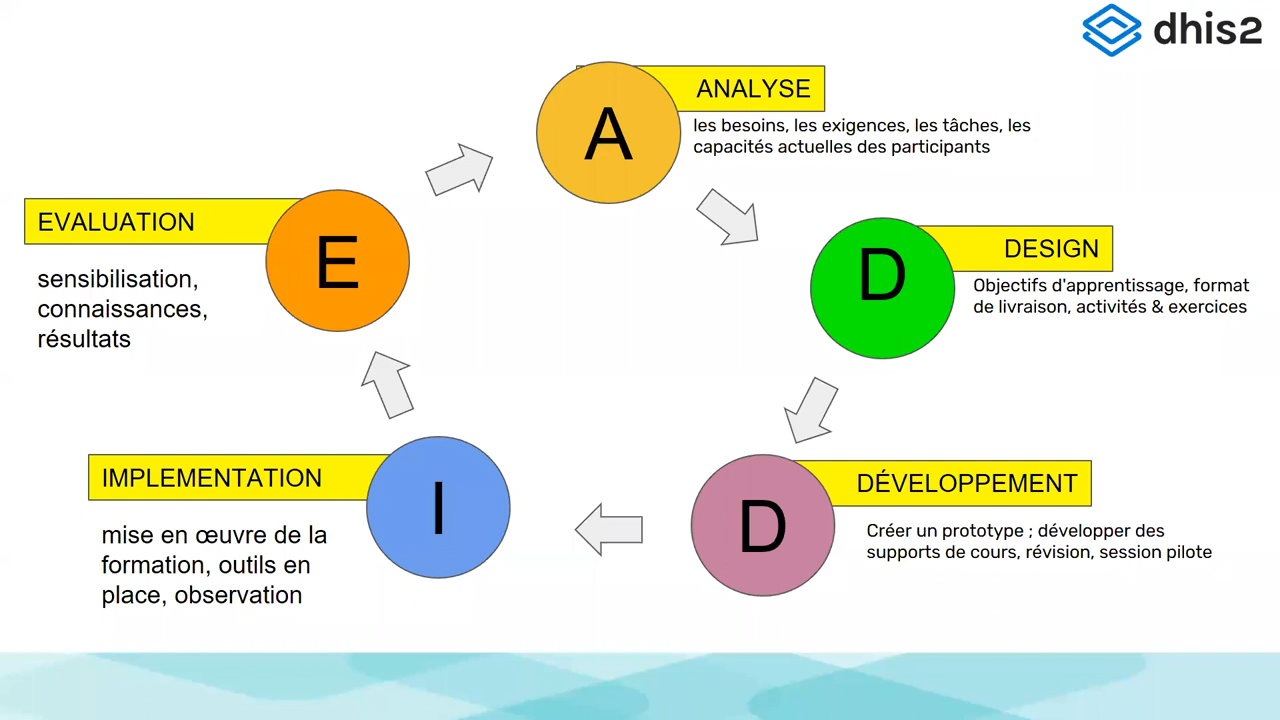 dhis2
A
ANALYSE
les besoins, les exigences, les tâches, les
capacités actuelles des participants
D
DESIGN
Objectifs d'apprentissage, format
de livraison, activités & exercices
D
DÉVELOPPEMENT
Créer un prototype ; développer des
supports de cours, révision, session pilote
I
IMPLEMENTATION
mise en œuvre de la
formation, outils en
place, observation
E
EVALUATION
sensibilisation,
connaissances,
résultats